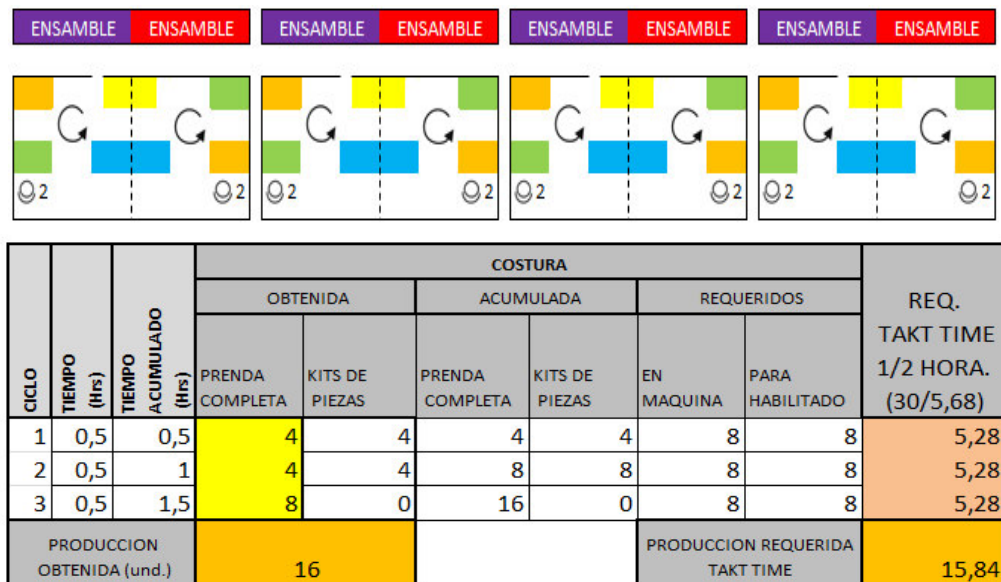 ENSAMBLE ENSAMBLE ENSAMBLE ENSAMBLE ENSAMBLE ENSAMBLE ENSAMBLE ENSAMBLE
2 2 2 2 2 2 2 2
COSTURA
OBTENIDA ACUMULADA REQUERIDOS
CICLO
TIEMPO
(Hrs)
TIEMPO
ACUMULADO
(Hrs)
PRENDA
COMPLETA
KITS DE
PIEZAS
PRENDA
COMPLETA
KITS DE
PIEZAS
EN
MAQUINA
PARA
HABILITADO
REQ.
TAKT TIME
1/2 HORA.
(30/5,68)
1 0,5 0,5 4 4 4 4 8 8 5,28
2 0,5 1 4 4 8 8 8 8 5,28
3 0,5 1,5 8 0 16 0 8 8 5,28
PRODUCCION
OBTENIDA (und.)
16
PRODUCCION REQUERIDA
TAKT TIME
15,84